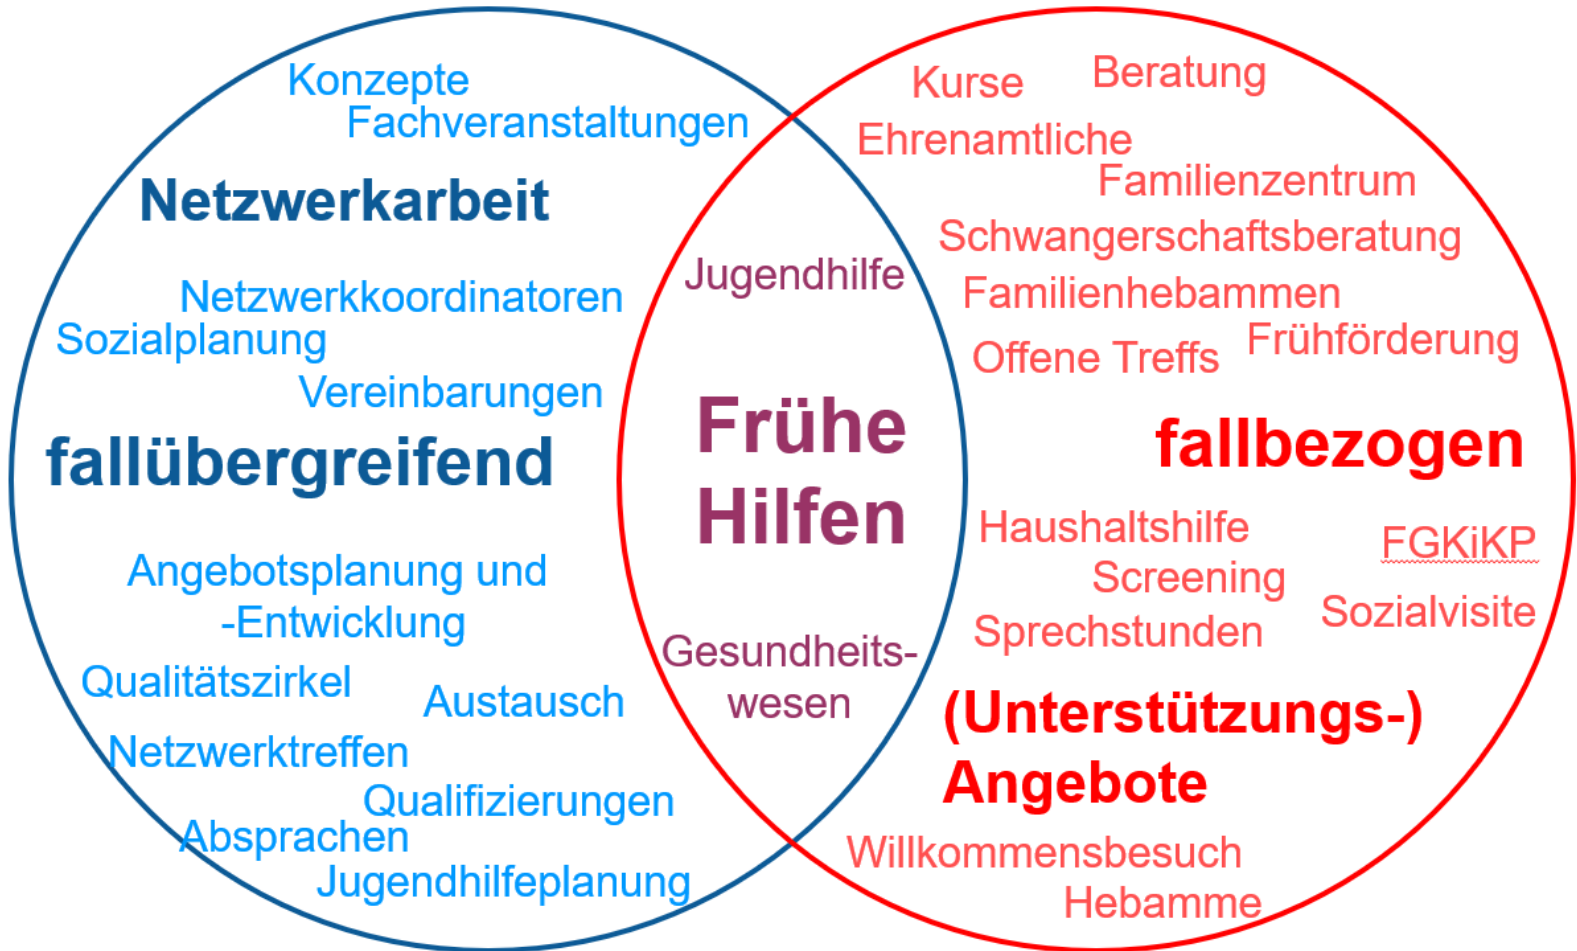 Konzepte
Fachveranstaltungen
Netzwerkarbeit
Netzwerkkoordinatoren
Sozialplanung
Vereinbarungen
fallübergreifend
Angebotsplanung und
-Entwicklung
Qualitätszirkel
Austausch
Netzwerktreffen
Qualifizierungen
Absprachen
Jugendhilfeplanung
Jugendhilfe
Frühe
Hilfen
Gesundheits-
wesen
Kurse
Beratung
Ehrenamtliche
Familienzentrum
Schwangerschaftsberatung
Familienhebammen
Frühförderung
Offene Treffs
fallbezogen
Haushaltshilfe
FGKiKP
Screening
Sozialvisite
Sprechstunden
(Unterstützungs-)
Angebote
Willkommensbesuch
Hebamme